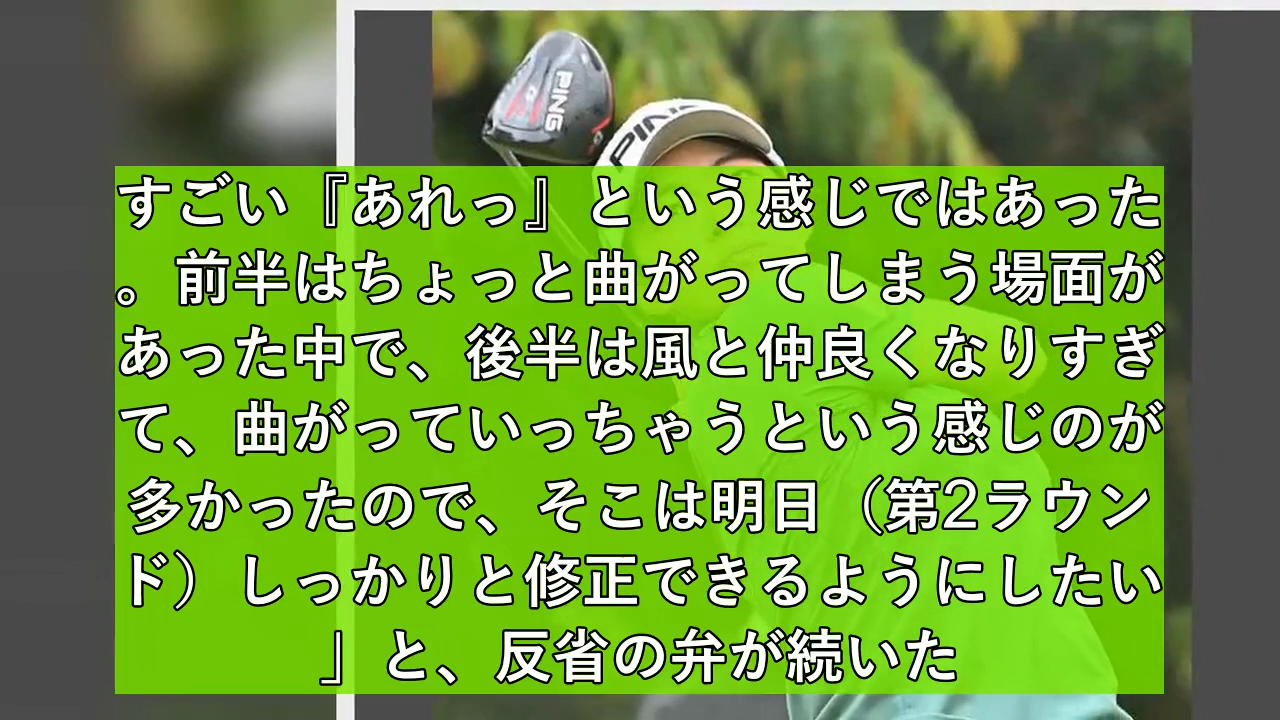 PING
PING
すごい『あれっ』という感じではあった
。前半はちょっと曲がってしまう場面が
あった中で、後半は風と仲良くなりすぎ
て、曲がっていっちゃうという感じのが
多かったので、そこは明日（第2ラウン
ド）しっかりと修正できるようにしたい
」と、反省の弁が続いた